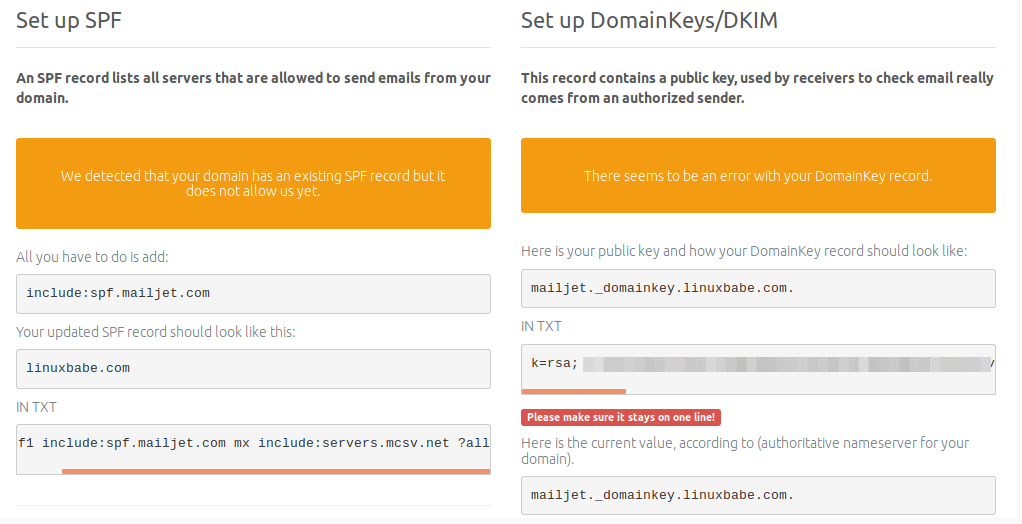 Set up SPF
An SPF record lists all servers that are allowed to send emails from your
domain.
We detected that your domain has an existing SPF record but it
does not allow us yet.
All you have to do is add:
include:spf.mailjet.com
Your updated SPF record should look like this:
linuxbabe.com
IN TXT
f1 include:spf.mailjet.com mx include:servers.mcsv.net ?all
Set up DomainKeys/DKIM
This record contains a public key, used by receivers to check email really
comes from an authorized sender.
There seems to be an error with your DomainKey record.
Here is your public key and how your DomainKey record should look like:
mailjet._domainkey.linuxbabe.com.
IN TXT
k=rsa;
Please make sure it stays on one line!
Here is the current value, according to (authoritative nameserver for your
domain).
mailjet._domainkey.linuxbabe.com.